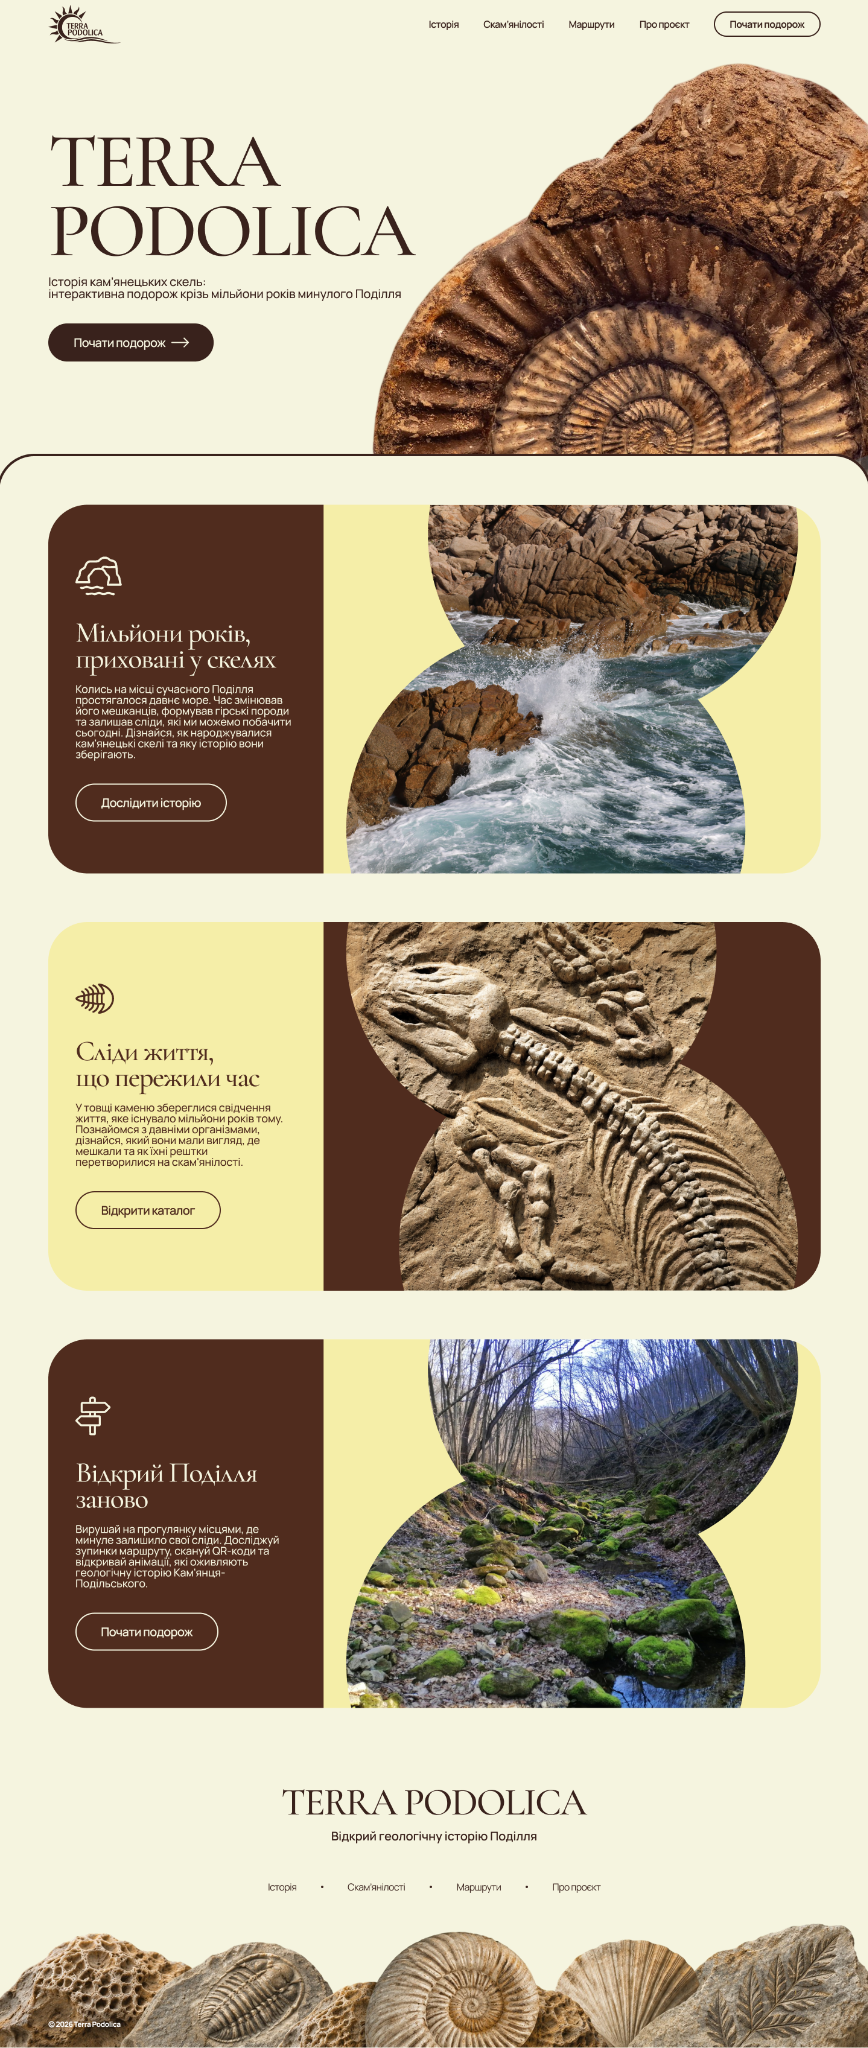 TERRA
PODOLICA
Історія
Скам'янілості
Маршрути
Про проєкт
Почати подорож
TERRA
PODOLICA
Історія кам'янецьких скель:
інтерактивна подорож крізь мільйони років минулого Поділля
Почати подорож
Мільйони років,
приховані у скелях
Колись на місці сучасного Поділля
простягалося давнє море. Час змінював
його мешканців, формував гірські породи
та залишав сліди, які ми можемо побачити
сьогодні. Дізнайся, як народжувалися
кам'янецькі скелі та яку історію вони
зберігають.
Дослідити історію
Сліди життя,
що пережили час
У товщі каменю збереглися свідчення
життя, яке існувало мільйони років тому.
Познайомся з давніми організмами,
дізнайся, який вони мали вигляд, де
мешкали та як їхні рештки
перетворилися на скам'янілості.
Відкрити каталог
Відкрий Поділля
заново
Вирушай на прогулянку місцями, де
минуле залишило свої сліди. Досліджуй
зупинки маршруту, скануй QR-коди та
відкривай анімації, які оживляють
геологічну історію Кам'янця-
Подільського.
Почати подорож
TERRA PODOLICA
Відкрий геологічну історію Поділля
Історія • Скам'янілості • Маршрути • Про проєкт
© 2026 Terra Podolica